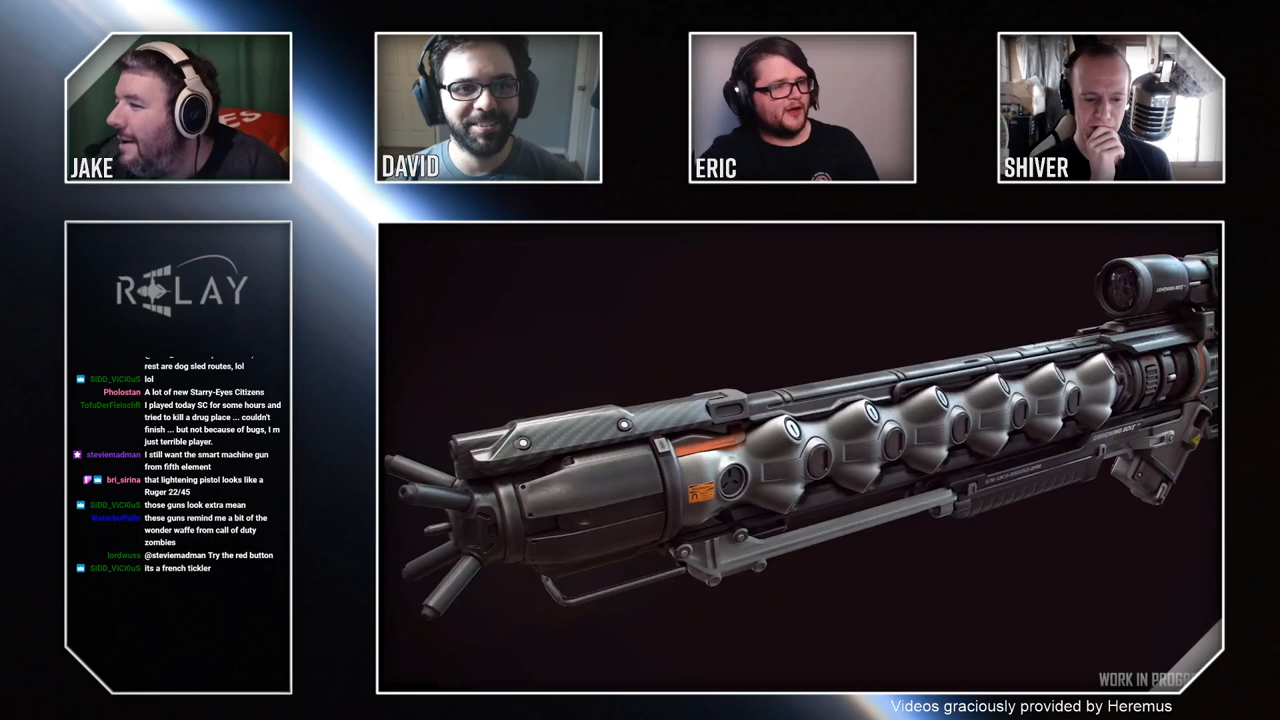 ES
JAKE
DAVID
ERIC
SHIVER
RELAY
rest are dog sled routes, lol
SiDD_ViCi0uS lol
Pholostan A lot of new Starry-Eyes Citizens
TofuDerFleischR I played today SC for some hours and
tried to kill a drug place ... couldn't
finish ... but not because of bugs, I m
just terrible player.
steviemadman I still want the smart machine gun
from fifth element
bri_sirina that lightening pistol looks like a
Ruger 22/45
SiDD_ViCi0uS those guns look extra mean
Waterbuffullo these guns remind me a bit of the
wonder waffe from call of duty
zombies
lordwuss @steviemadman Try the red button
SiDD_ViCi0uS its a french tickler
LIGHTNING BOLT
WORK IN PROGR
Videos graciously provided by Heremus